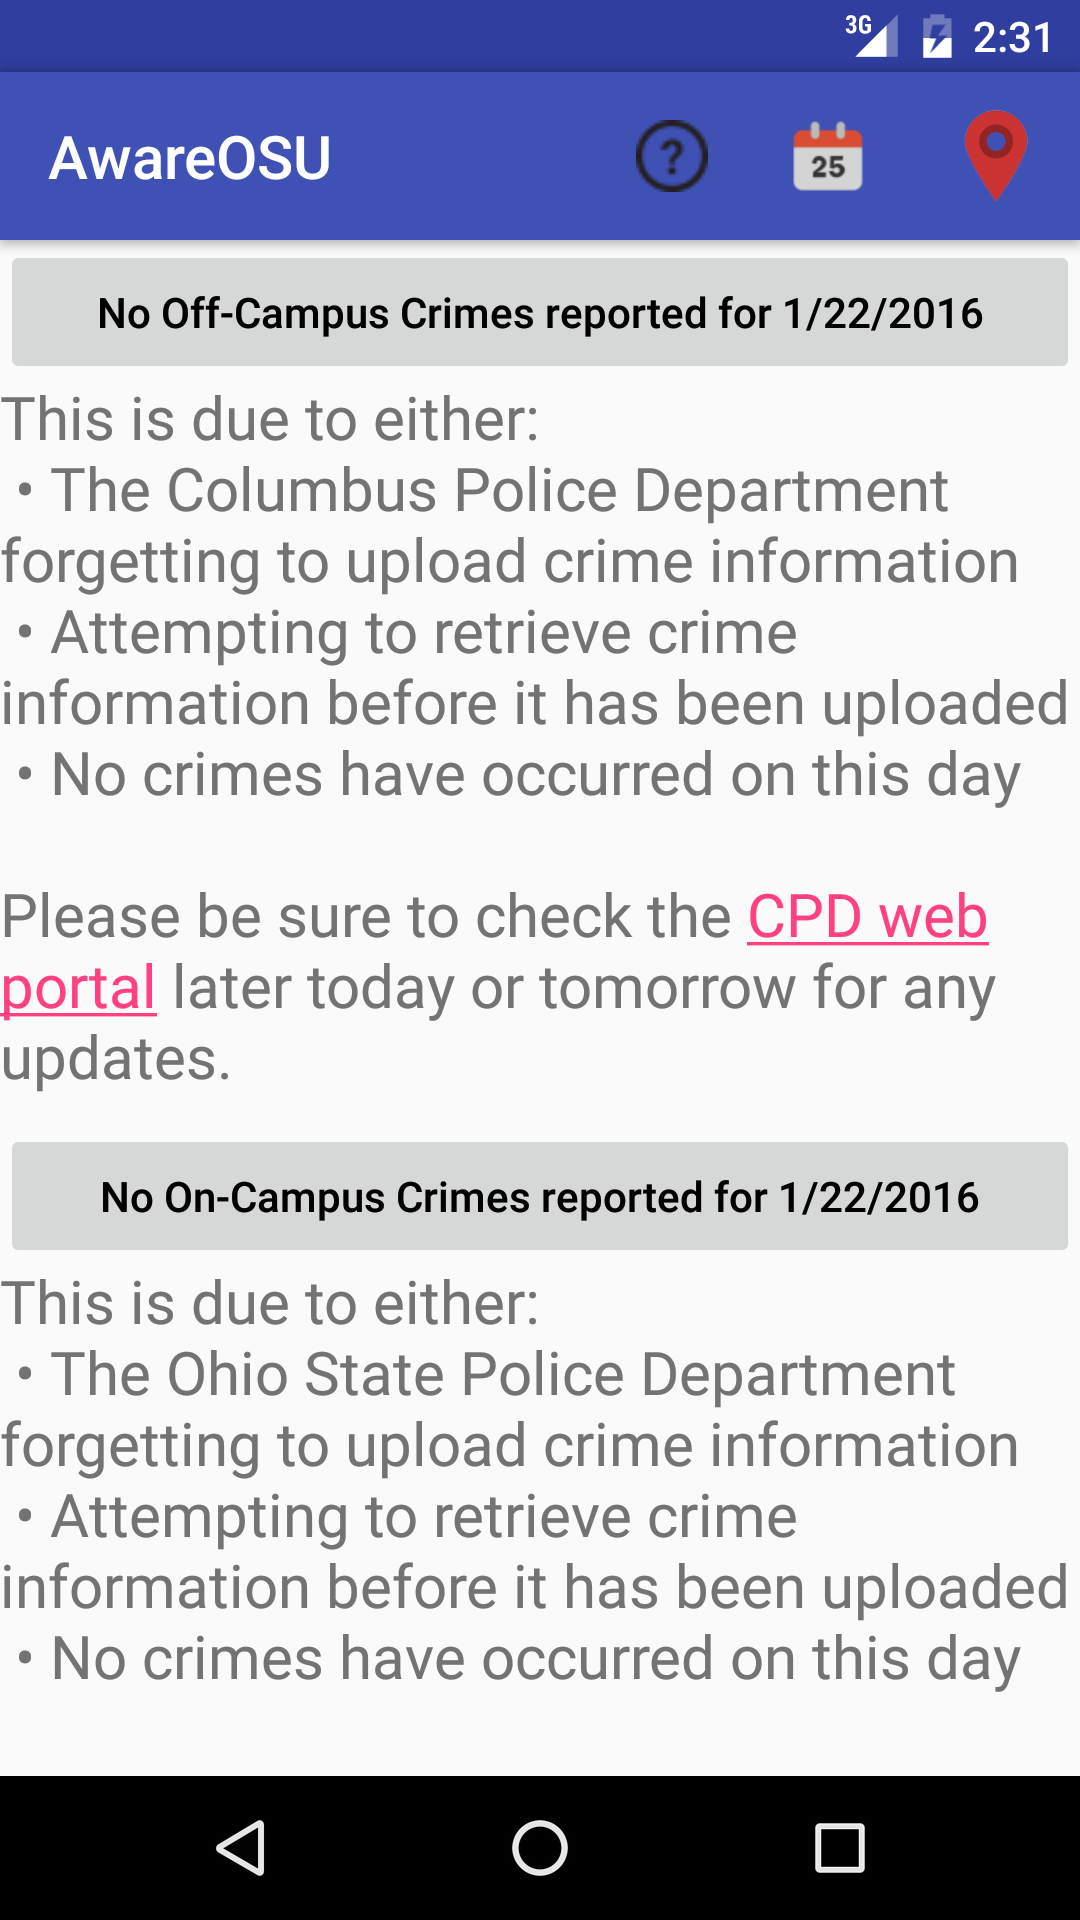 3G 2:31
AwareOSU ? 25
No Off-Campus Crimes reported for 1/22/2016
This is due to either:
• The Columbus Police Department
forgetting to upload crime information
• Attempting to retrieve crime
information before it has been uploaded
• No crimes have occurred on this day
Please be sure to check the CPD web
portal later today or tomorrow for any
updates.
No On-Campus Crimes reported for 1/22/2016
This is due to either:
• The Ohio State Police Department
forgetting to upload crime information
• Attempting to retrieve crime
information before it has been uploaded
• No crimes have occurred on this day